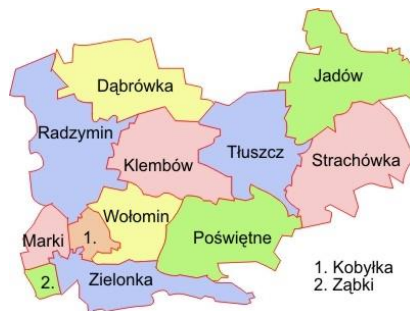 Jadów
Dąbrówka
Radzymin
Tłuszcz
Strachówka
Klembów
Wołomin
Marki
1.
Poświętne
2.
Zielonka
1. Kobyłka
2. Ząbki